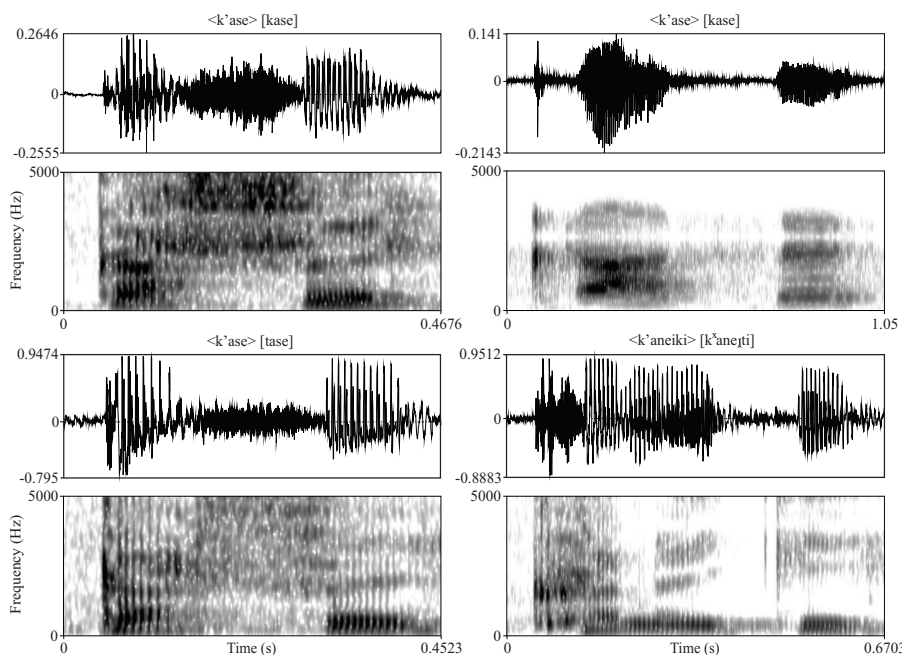 <k’ase> [kase]
0.2646
0
-0.2555
5000
Frequency (Hz)
0
0 0.4676
<k’ase> [kase]
0.141
0
-0.2143
5000
0
0 1.05
<k’ase> [tase]
0.9474
0
-0.795
5000
Frequency (Hz)
0
0 Time (s) 0.4523
<k’aneiki> [k͡xaneɪti]
0.9512
0
-0.8883
5000
0
0 Time (s) 0.6703